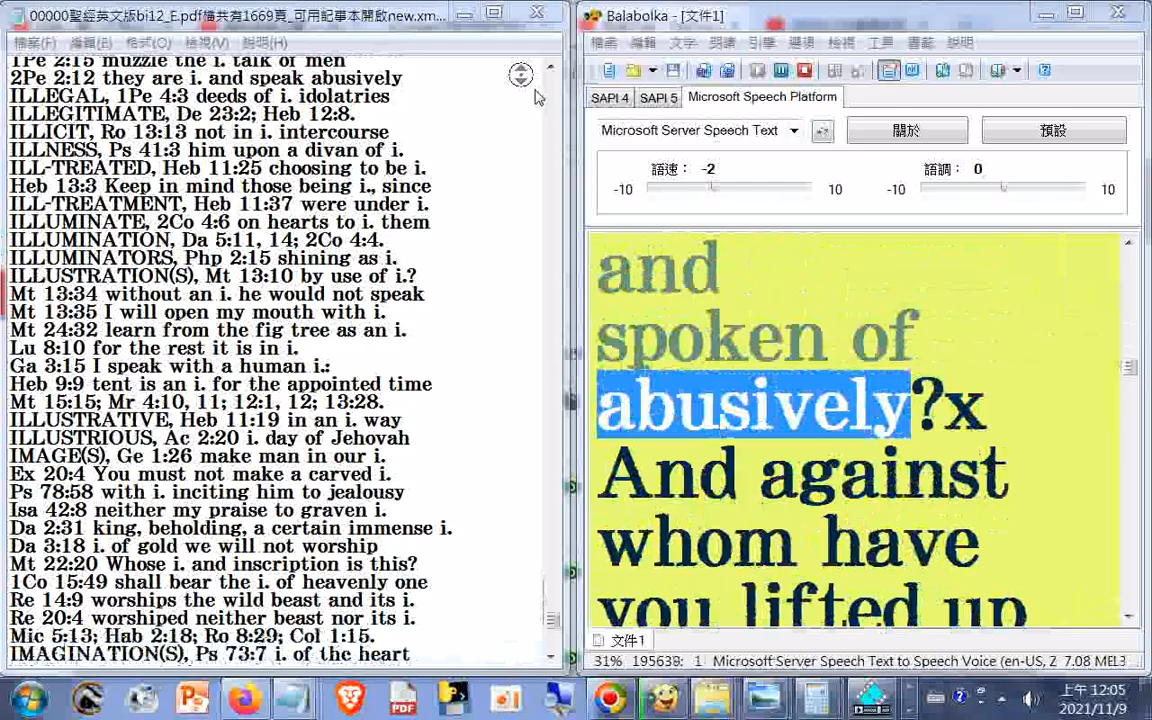 00000聖經英文版bi12_E.pdf檔共有1669頁_可用記事本開啟new.xm...
檔案(F) 編輯(E) 格式(O) 檢視(V) 說明(H)
1Pe 2:15 muzzle the i. talk of men
2Pe 2:12 they are i. and speak abusively
ILLEGAL, 1Pe 4:3 deeds of i. idolatries
ILLEGITIMATE, De 23:2; Heb 12:8.
ILLICIT, Ro 13:13 not in i. intercourse
ILLNESS, Ps 41:3 him upon a divan of i.
ILL-TREATED, Heb 11:25 choosing to be i.
Heb 13:3 Keep in mind those being i., since
ILL-TREATMENT, Heb 11:37 were under i.
ILLUMINATE, 2Co 4:6 on hearts to i. them
ILLUMINATION, Da 5:11, 14; 2Co 4:4.
ILLUMINATORS, Php 2:15 shining as i.
ILLUSTRATION(S), Mt 13:10 by use of i.?
Mt 13:34 without an i. he would not speak
Mt 13:35 I will open my mouth with i.
Mt 24:32 learn from the fig tree as an i.
Lu 8:10 for the rest it is in i.
Ga 3:15 I speak with a human i.:
Heb 9:9 tent is an i. for the appointed time
Mt 15:15; Mr 4:10, 11; 12:1, 12; 13:28.
ILLUSTRATIVE, Heb 11:19 in an i. way
ILLUSTRIOUS, Ac 2:20 i. day of Jehovah
IMAGE(S), Ge 1:26 make man in our i.
Ex 20:4 You must not make a carved i.
Ps 78:58 with i. inciting him to jealousy
Isa 42:8 neither my praise to graven i.
Da 2:31 king, beholding, a certain immense i.
Da 3:18 i. of gold we will not worship
Mt 22:20 Whose i. and inscription is this?
1Co 15:49 shall bear the i. of heavenly one
Re 14:9 worships the wild beast and its i.
Re 20:4 worshiped neither beast nor its i.
Mic 5:13; Hab 2:18; Ro 8:29; Col 1:15.
IMAGINATION(S), Ps 73:7 i. of the heart
Balabolka - [文件1]
檔案 編輯 文字 朗讀 引擎 選項 檢視 工具 書籤 說明
SAPI 4 SAPI 5 Microsoft Speech Platform
Microsoft Server Speech Text 關於 預設
語速： -2 語調： 0
-10 10 -10 10
and
spoken of
abusively?x
And against
whom have
you lifted up
文件1
31% 195638: 1 Microsoft Server Speech Text to Speech Voice (en-US, Z 7.08 MEL3
上午 12:05
2021/11/9